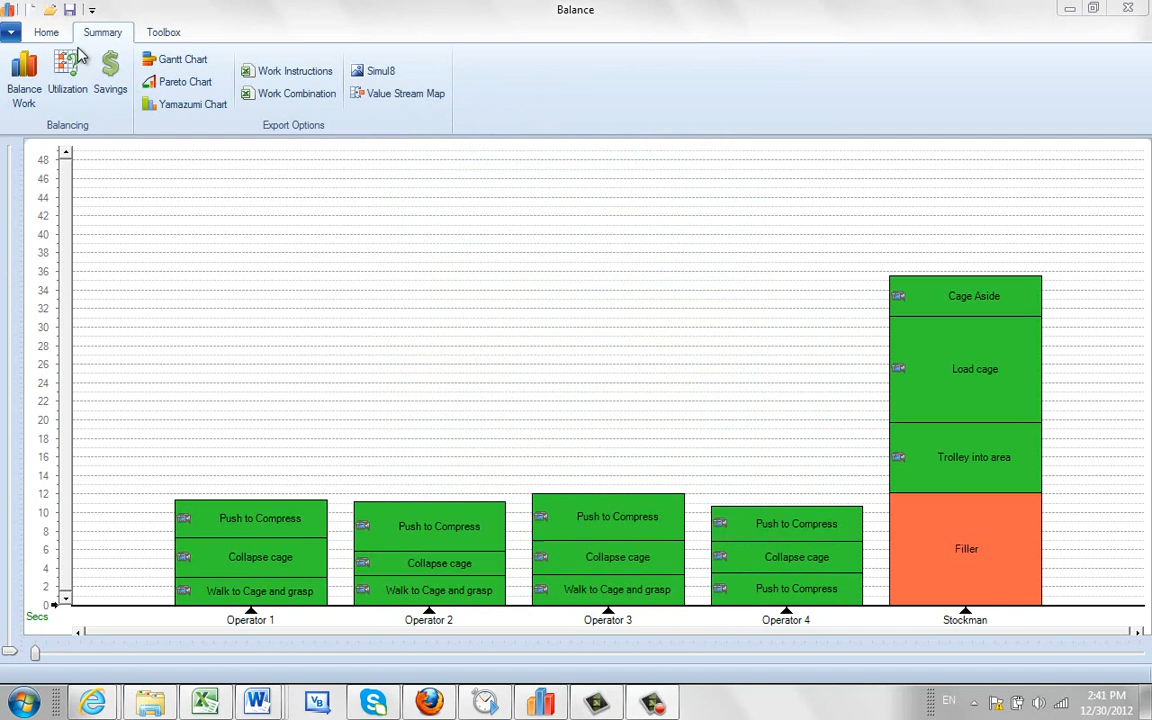 Balance
Home Summary Toolbox
Balance Work
Utilization
Savings
Gantt Chart
Pareto Chart
Yamazumi Chart
Work Instructions
Work Combination
Simul8
Value Stream Map
Balancing
Export Options
48
46
44
42
40
38
36
34
32
30
28
26
24
22
20
18
16
14
12
10
8
6
4
2
0
Secs
Push to Compress
Collapse cage
Walk to Cage and grasp
Operator 1
Push to Compress
Collapse cage
Walk to Cage and grasp
Operator 2
Push to Compress
Collapse cage
Walk to Cage and grasp
Operator 3
Push to Compress
Collapse cage
Push to Compress
Operator 4
Cage Aside
Load cage
Trolley into area
Filler
Stockman
EN
2:41 PM
12/30/2012